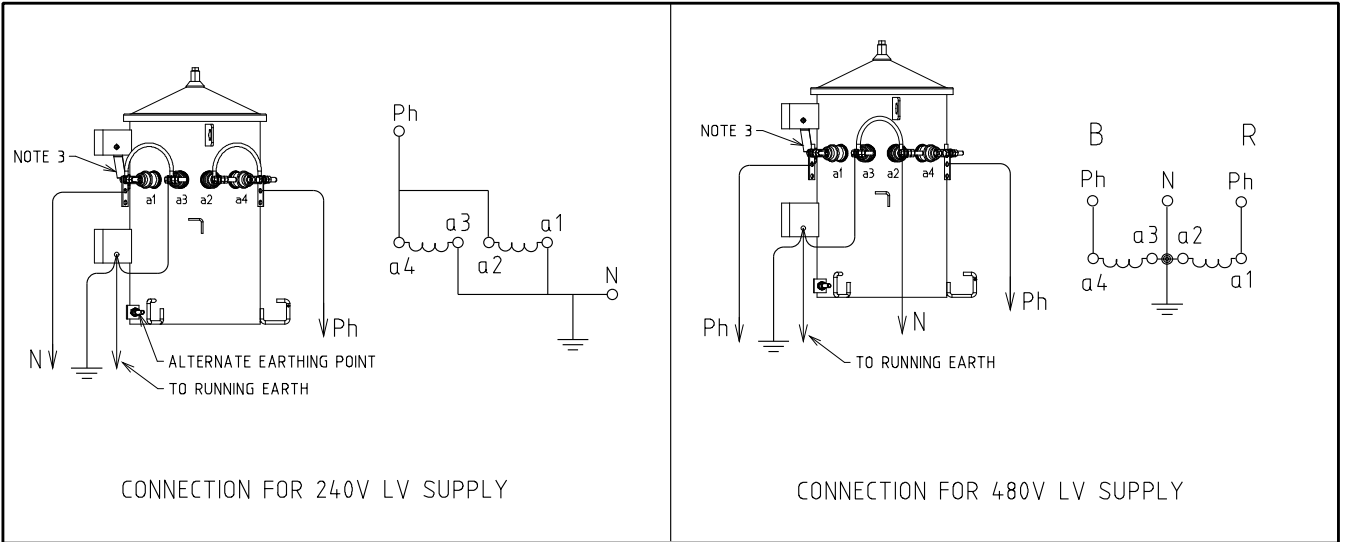 NOTE 3
a1 a3 a2 a4
N
Ph
ALTERNATE EARTHING POINT
TO RUNNING EARTH
Ph
a3 a1
a4 a2
N
CONNECTION FOR 240V LV SUPPLY
NOTE 3
a1 a3 a2 a4
Ph
N
Ph
TO RUNNING EARTH
B R
Ph N Ph
a3 a2
a4 a1
CONNECTION FOR 480V LV SUPPLY